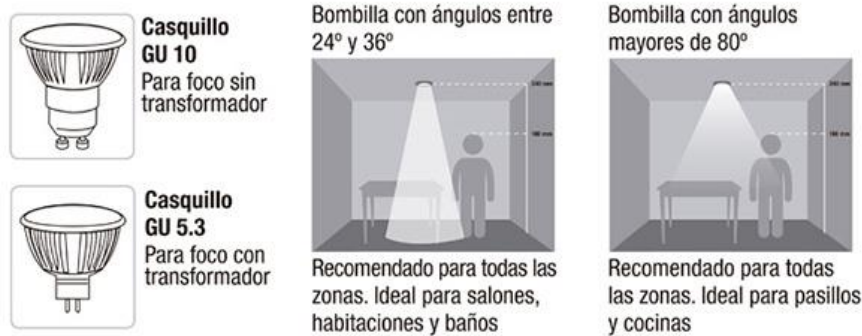 Casquillo
GU 10
Para foco sin
transformador
Casquillo
GU 5.3
Para foco con
transformador
Bombilla con ángulos entre
24º y 36º
Recomendado para todas las
zonas. Ideal para salones,
habitaciones y baños
Bombilla con ángulos
mayores de 80º
Recomendado para todas
las zonas. Ideal para pasillos
y cocinas